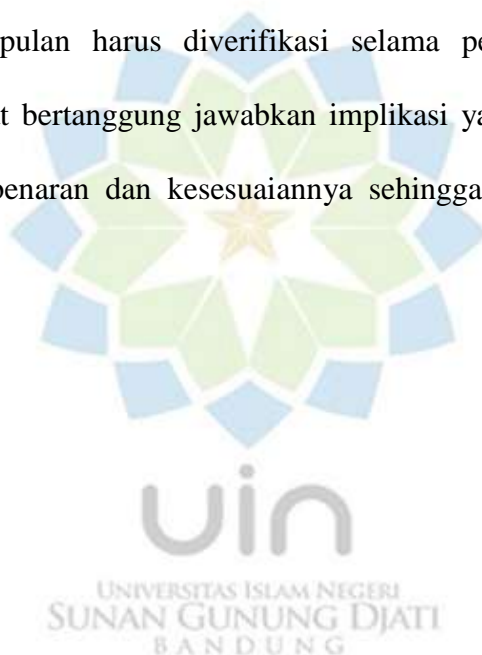 pulan harus diverifikasi selama pe
t bertanggung jawabkan implikasi ya
enaran dan kesesuaiannya sehingga
uin
UNIVERSITAS ISLAM NEGERI
SUNAN GUNUNG DJATI
BANDUNG